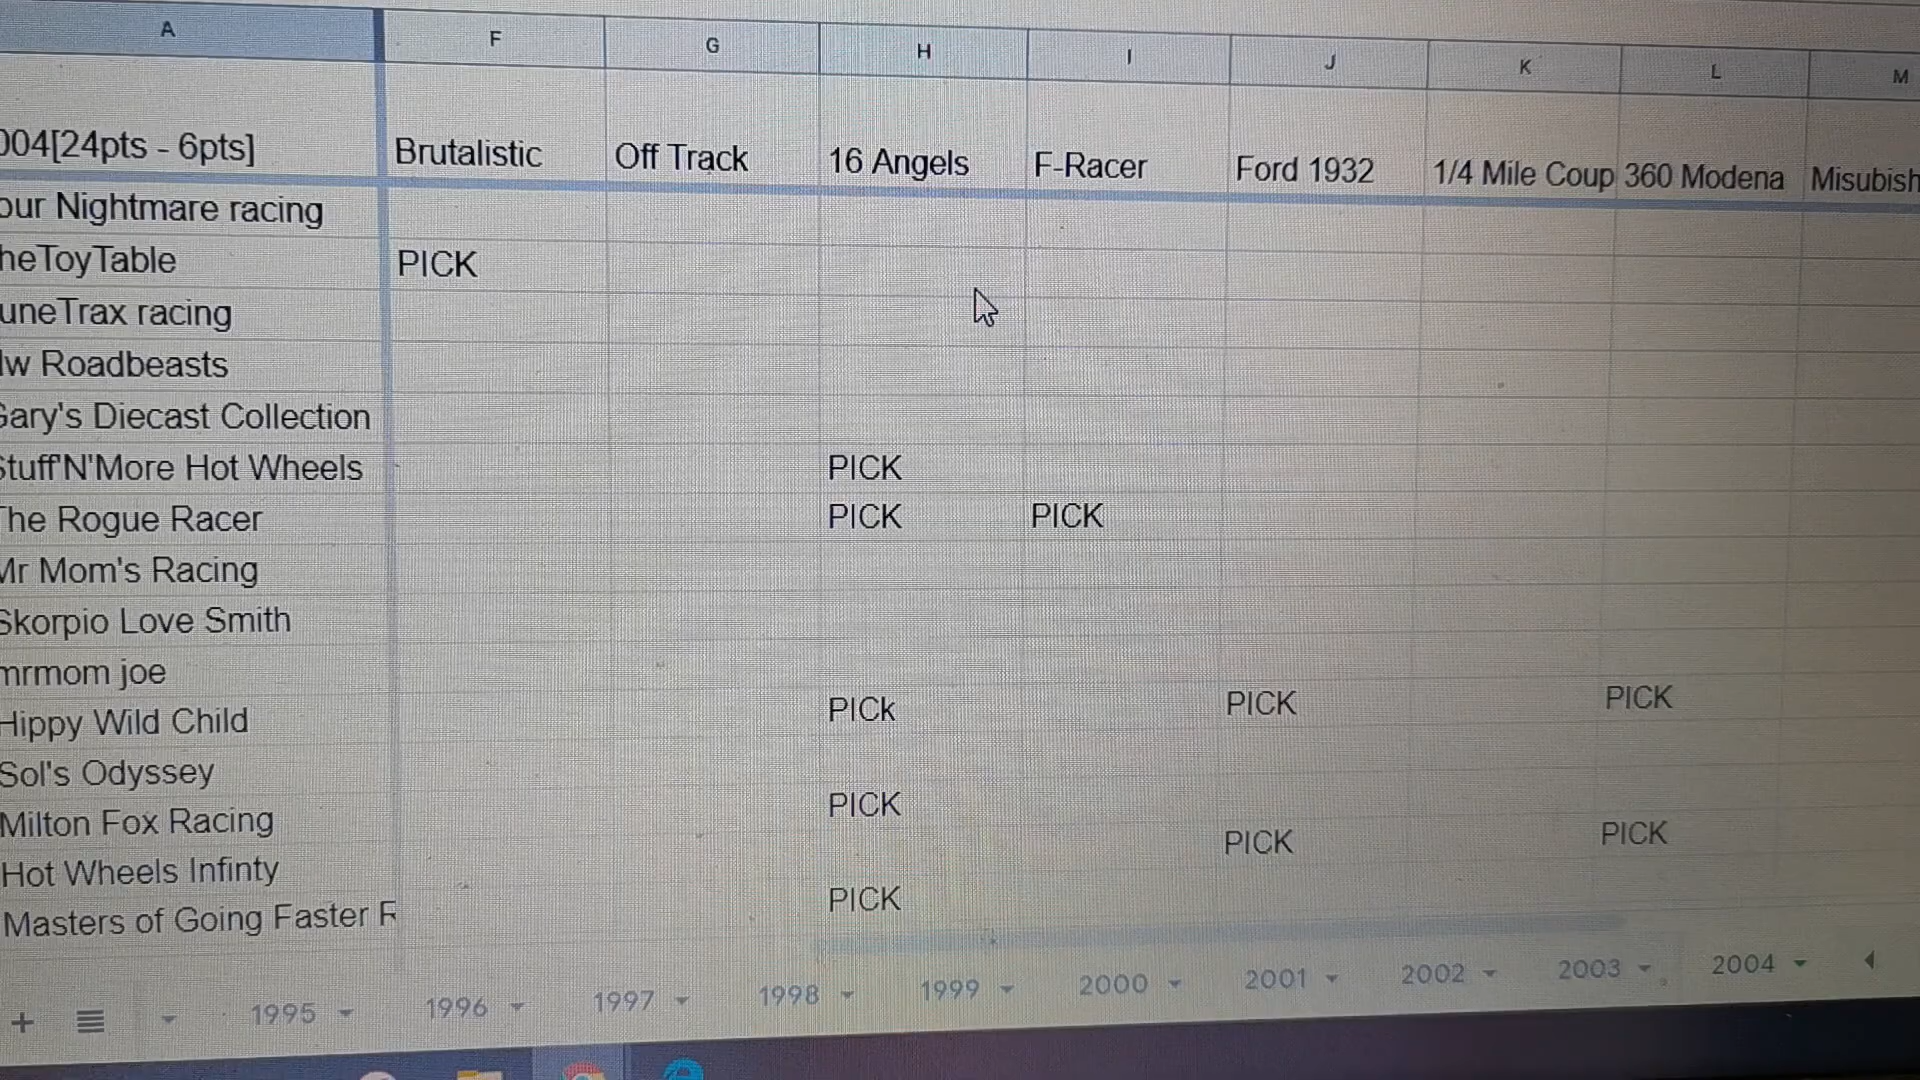 A F G H I J K L M
004[24pts - 6pts] Brutalistic Off Track 16 Angels F-Racer Ford 1932 1/4 Mile Coup 360 Modena Misubish
our Nightmare racing
heToyTable PICK
uneTrax racing
lw Roadbeasts
Gary's Diecast Collection
Stuff'N'More Hot Wheels PICK
The Rogue Racer PICK PICK
Mr Mom's Racing
Skorpio Love Smith
mrmom joe
Hippy Wild Child PICk PICK PICK
Sol's Odyssey
Milton Fox Racing PICK
Hot Wheels Infinty PICK PICK
Masters of Going Faster R PICK
1995 1996 1997 1998 1999 2000 2001 2002 2003 2004